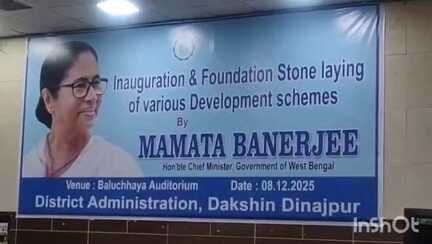 Inauguration & Foundation Stone laying
of various Development schemes
By
MAMATA BANERJEE
Hon'ble Chief Minister, Government of West Bengal
Venue : Baluchhaya Auditorium Date : 08.12.2025
District Administration, Dakshin Dinajpur
InShOt